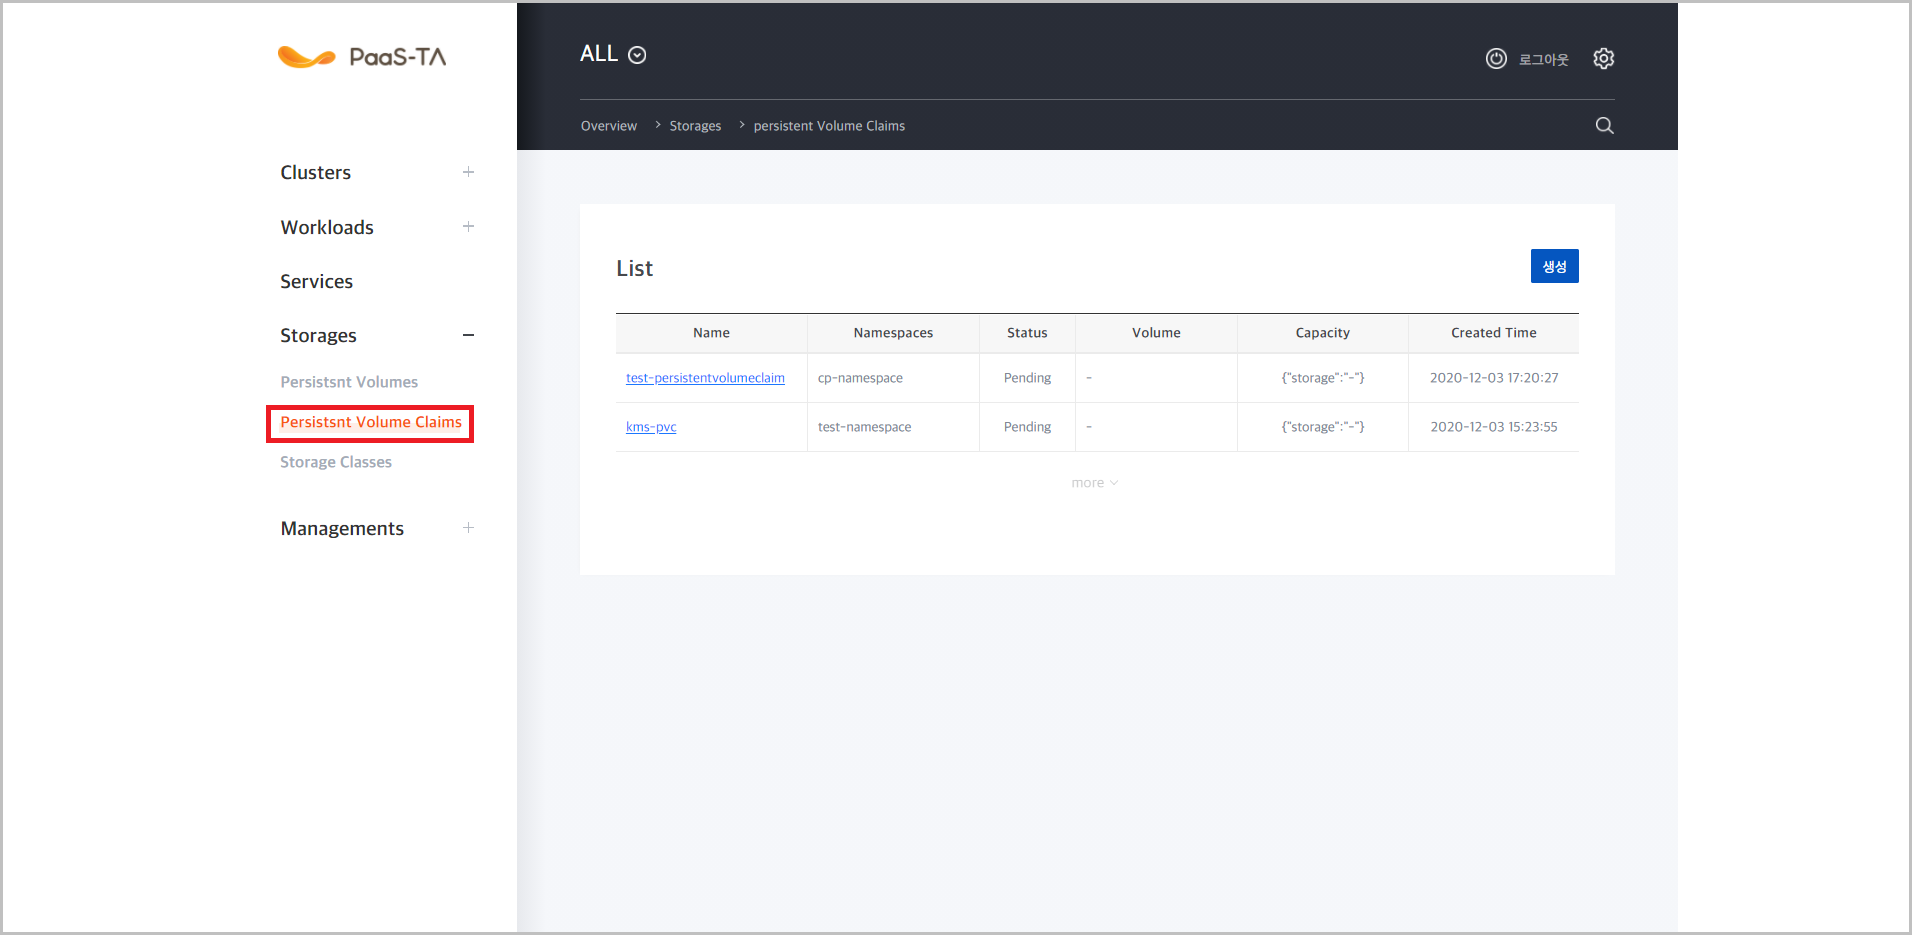 PaaS-TA
Clusters
Workloads
Services
Storages
Persistsnt Volumes
Persistsnt Volume Claims
Storage Classes
Managements
ALL
로그아웃
Overview > Storages > persistent Volume Claims
List
생성
Name Namespaces Status Volume Capacity Created Time
test-persistentvolumeclaim cp-namespace Pending - {"storage":"-"} 2020-12-03 17:20:27
kms-pvc test-namespace Pending - {"storage":"-"} 2020-12-03 15:23:55
more